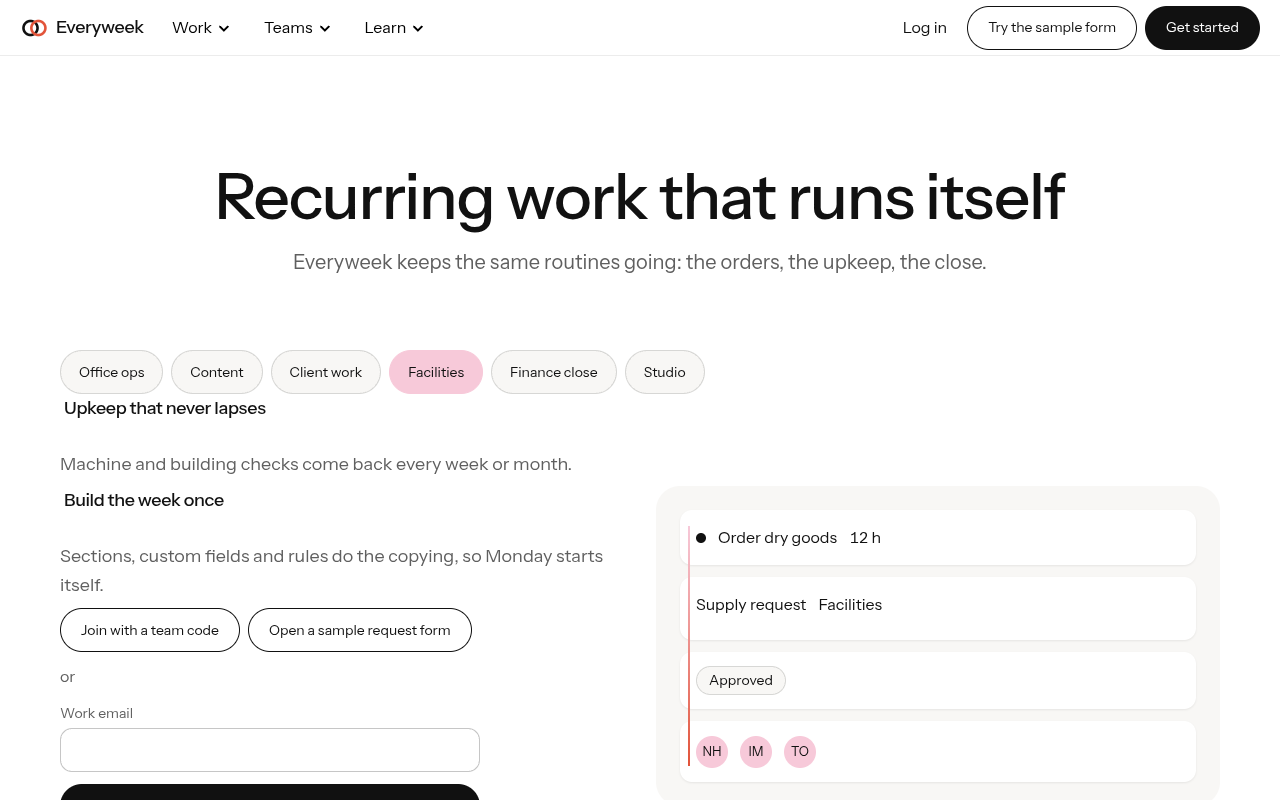 Everyweek
Work
Teams
Learn
Log in
Try the sample form
Get started
Recurring work that runs itself
Everyweek keeps the same routines going: the orders, the upkeep, the close.
Office ops
Content
Client work
Facilities
Finance close
Studio
Upkeep that never lapses
Machine and building checks come back every week or month.
Build the week once
Sections, custom fields and rules do the copying, so Monday starts
itself.
Join with a team code
Open a sample request form
or
Work email
Order dry goods 12 h
Supply request Facilities
Approved
NH IM TO